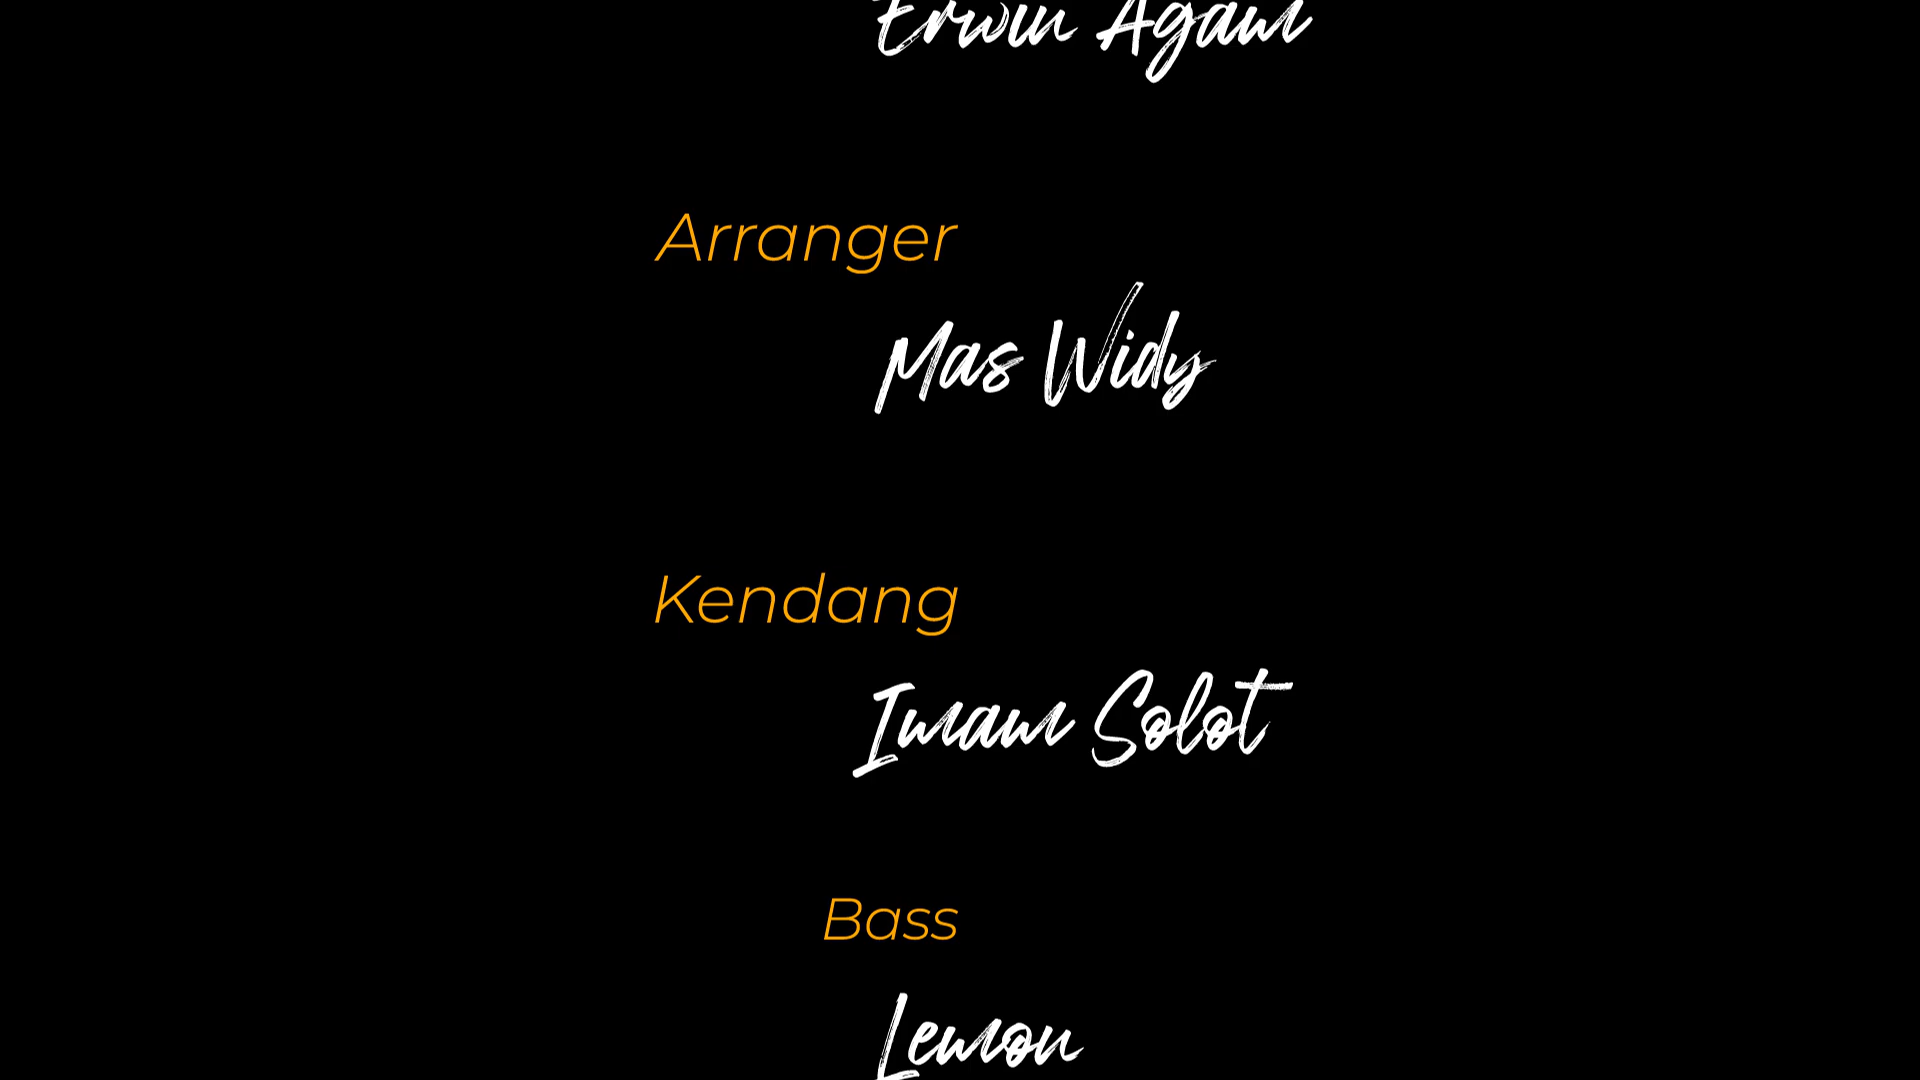 Erwin Agam
Arranger
Mas Widy
Kendang
Imam Solot
Bass
Lemon